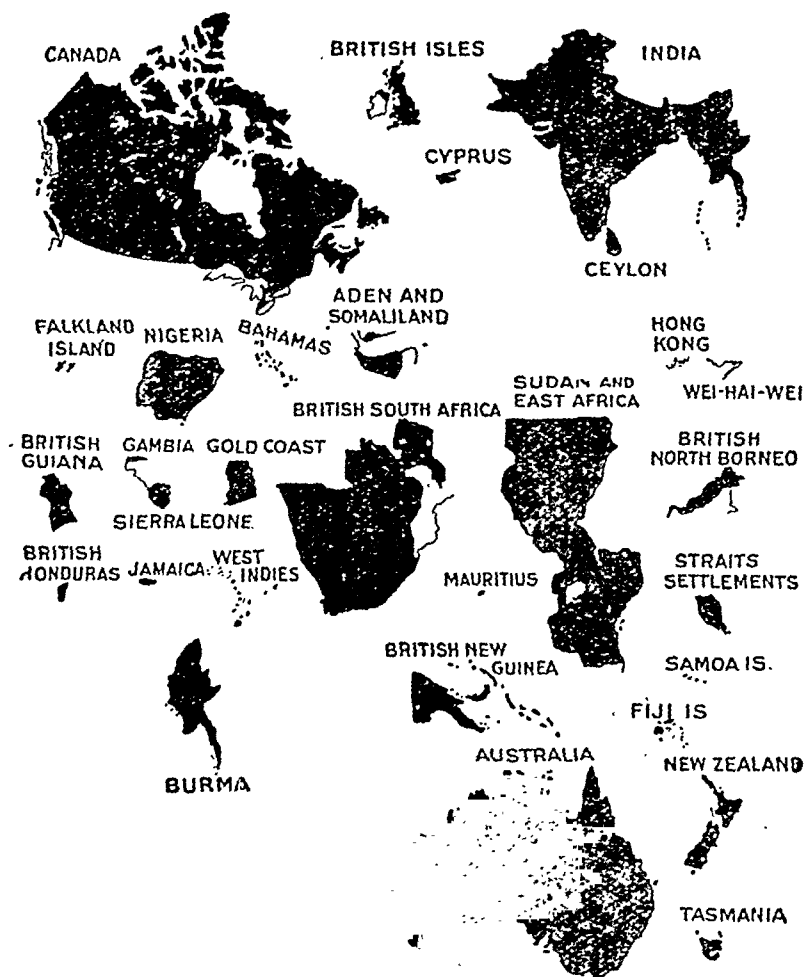 CANADA
BRITISH ISLES
INDIA
CYPRUS
CEYLON
ADEN AND
SOMALILAND
FALKLAND
ISLAND
NIGERIA
BAHAMAS
HONG
KONG
WEI-HAI-WEI
SUDAN AND
EAST AFRICA
BRITISH SOUTH AFRICA
BRITISH
GUIANA
GAMBIA
GOLD COAST
BRITISH
NORTH BORNEO
SIERRA LEONE
BRITISH
HONDURAS
JAMAICA
WEST
INDIES
MAURITIUS
STRAITS
SETTLEMENTS
BRITISH NEW
GUINEA
SAMOA IS.
FIJI IS
BURMA
AUSTRALIA
NEW ZEALAND
TASMANIA